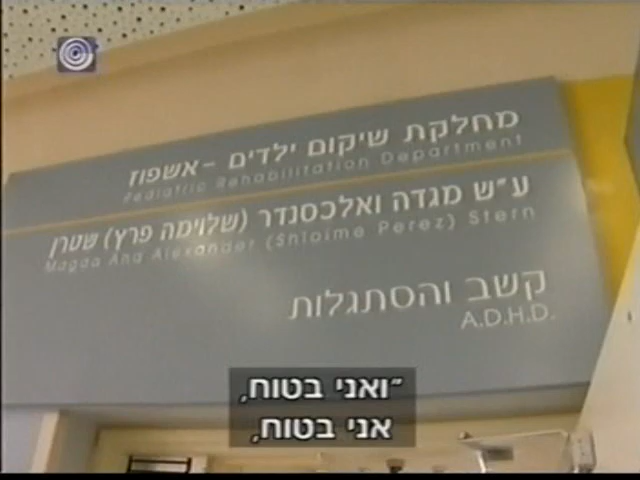 מחלקת שיקום ילדים - אשפוז
Pediatric Rehabilitation Department
ע״ש מגדה ואלכסנדר (שלוימה פרץ) שטרן
Magda And Alexander (Shloime Perez) Stern
קשב והסתגלות
A.D.H.D.
״ואני בטוח,
אני בטוח,